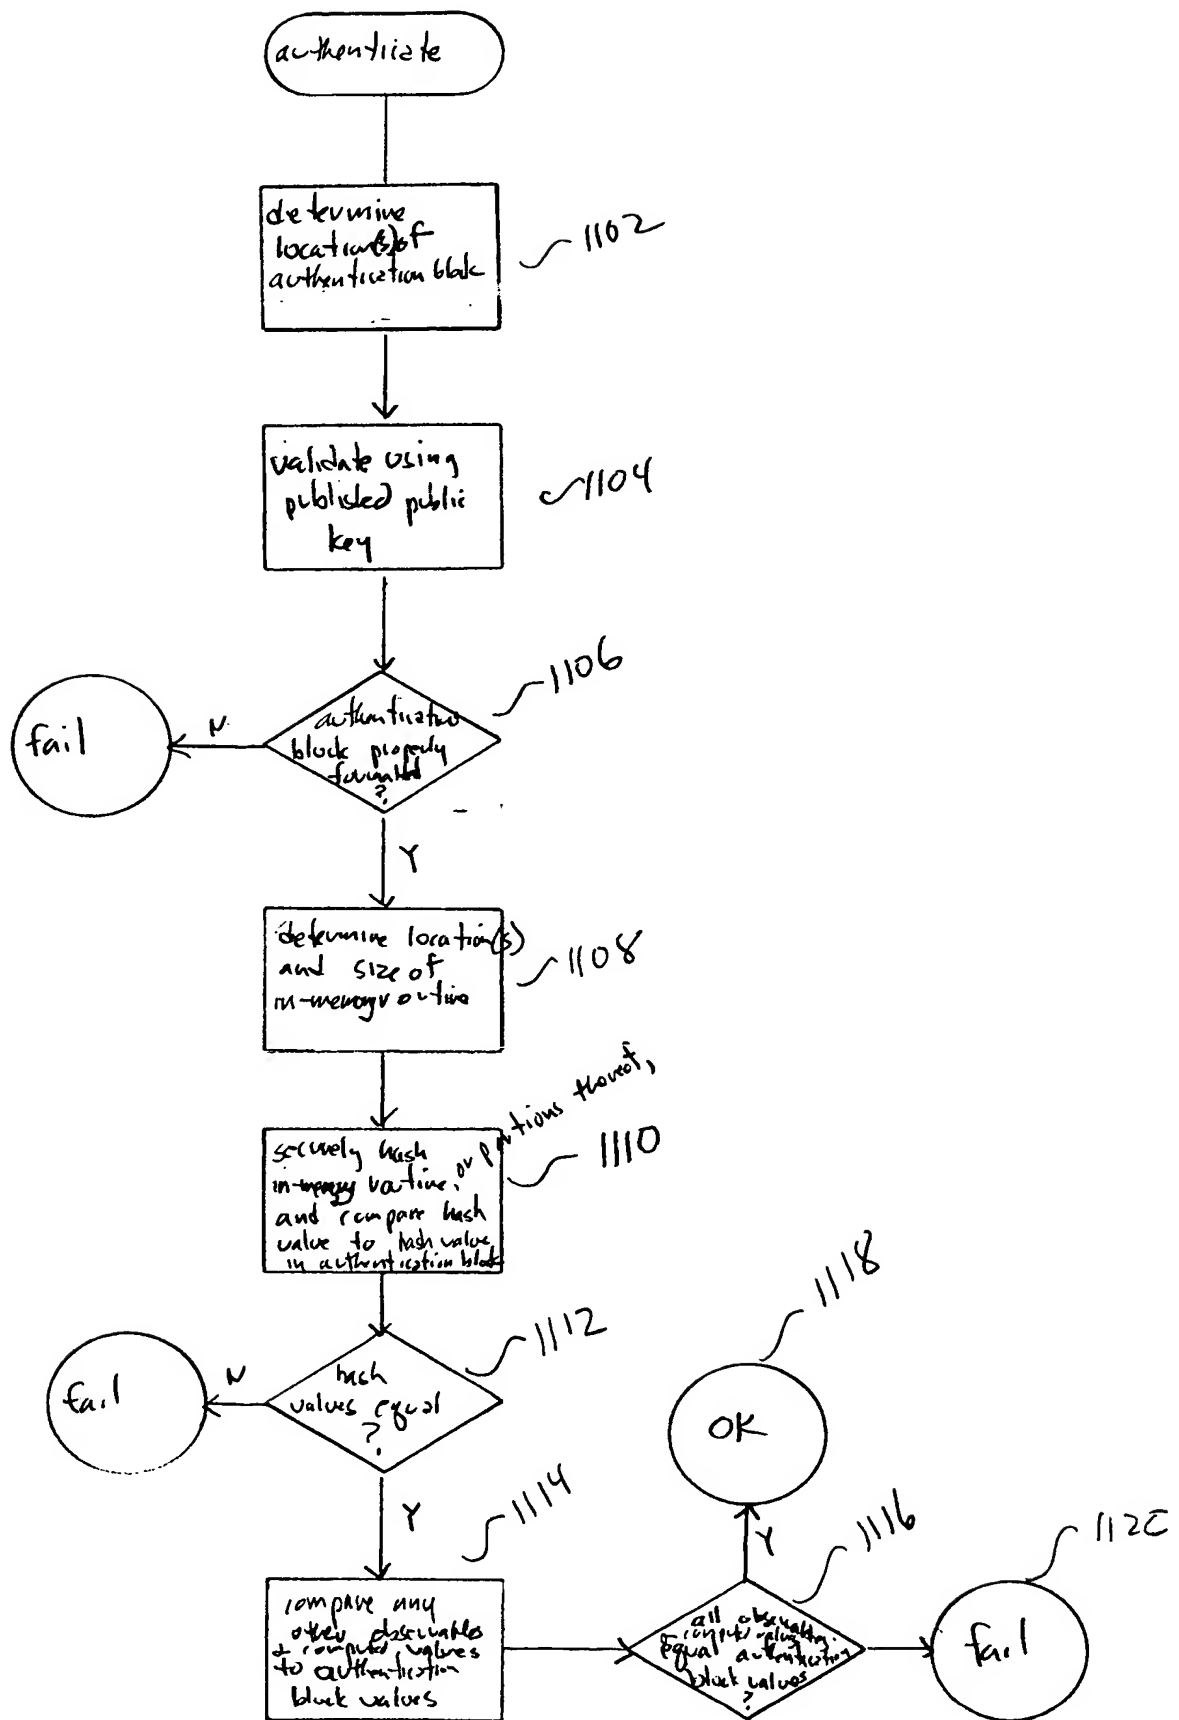 authenticate
determine
location(s) of
authentication block
1102
validate using
published public
key
1104
1106
authentication
block properly
formatted
?
N
fail
Y
determine location(s)
and size of
in-memory routine
1108
securely hash
in-memory routine, or portions thereof,
and compare hash
value to hash value
in authentication block
1110
1112
hash
values equal
?
N
fail
Y
1114
compare any
other observables
+ computed values
to authentication
block values
1116
all observables,
computed values
equal authentication
block values
?
Y
OK
1118
fail
1120